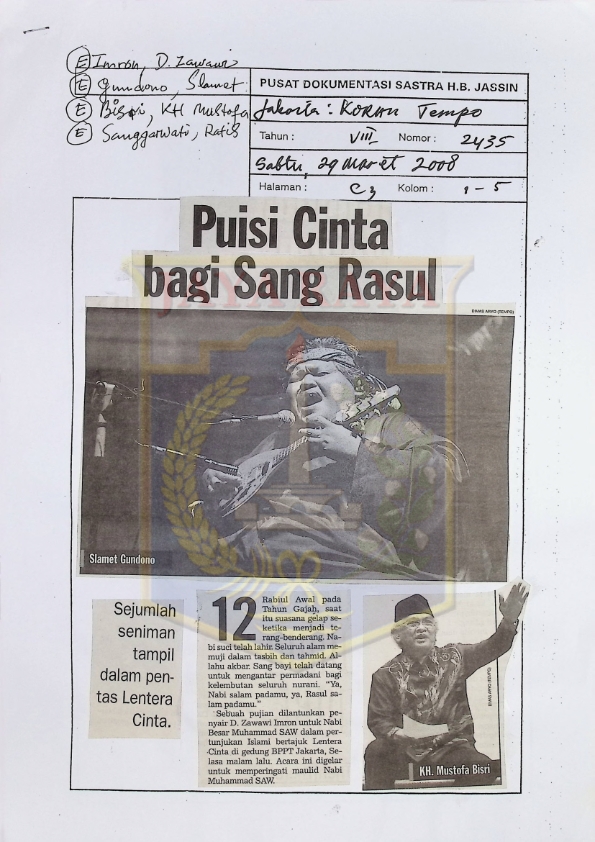 E Imron, D. Zawawi
E Gundono, Slamet
E Bisri, KH Mustofa
E Sanggarwati, Ratih
PUSAT DOKUMENTASI SASTRA H.B. JASSIN
Jakarta : KORAN Tempo
Tahun : VIII Nomor : 2435
Sabtu, 29 Maret 2008
Halaman : C3 Kolom : 1 - 5
Puisi Cinta
bagi Sang Rasul
JAYA RAYA
Slamet Gundono
Sejumlah
seniman
tampil
dalam pen-
tas Lentera
Cinta.
12 Rabiul Awal pada
Tahun Gajah, saat
itu suasana gelap se-
ketika menjadi te-
rang-benderang. Na-
bi suci telah lahir. Seluruh alam me-
muji dalam tasbih dan tahmid. Al-
lahu akbar. Sang bayi telah datang
untuk mengantar permadani bagi
kelembutan seluruh nurani. "Ya,
Nabi salam padamu, ya, Rasul sa-
lam padamu."
Sebuah pujian dilantunkan pe-
nyair D. Zawawi Imron untuk Nabi
Besar Muhammad SAW dalam per-
tunjukan Islami bertajuk Lentera
Cinta di gedung BPPT Jakarta, Se-
lasa malam lalu. Acara ini digelar
untuk memperingati maulid Nabi
Muhammad SAW.
KH. Mustofa Bisri